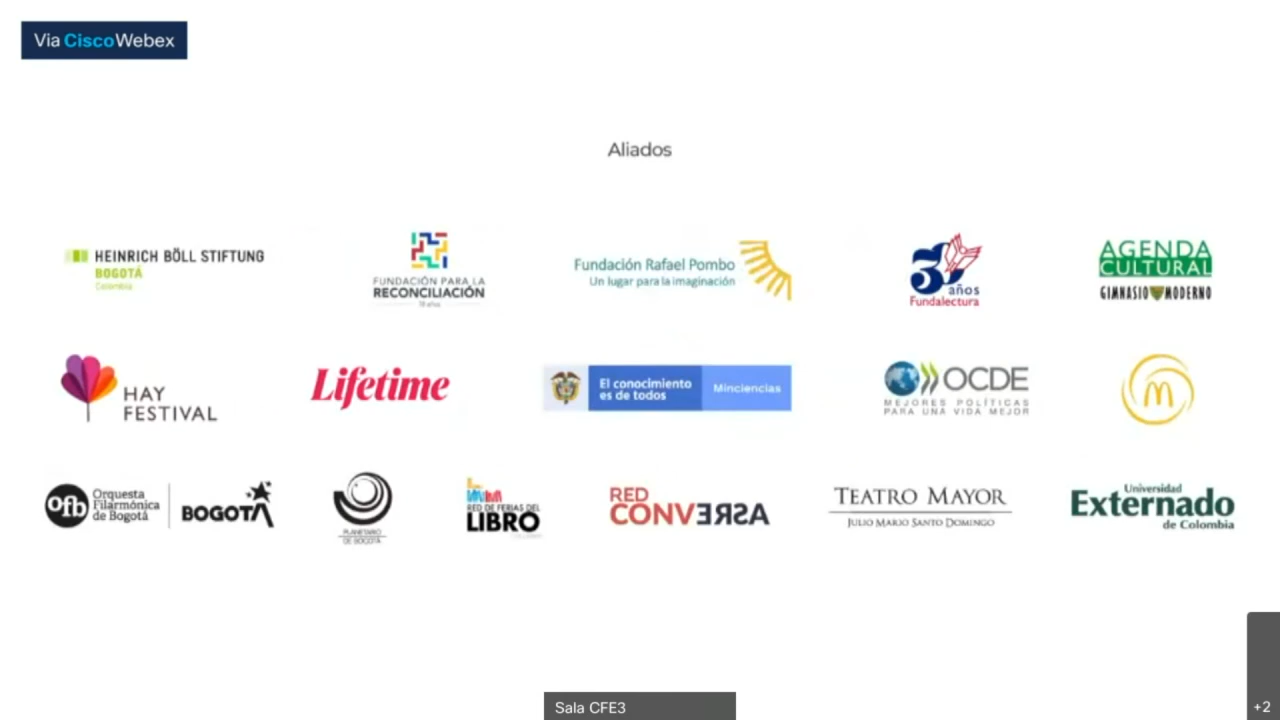 Via CiscoWebex
Aliados
HEINRICH BÖLL STIFTUNG
BOGOTÁ
Colombia
FUNDACIÓN PARA LA
RECONCILIACIÓN
Fundación Rafael Pombo
Un lugar para la imaginación
30
años
Fundalectura
AGENDA
CULTURAL
GIMNASIO MODERNO
HAY
FESTIVAL
Lifetime
El conocimiento
es de todos
Minciencias
OCDE
MEJORES POLÍTICAS
PARA UNA VIDA MEJOR
m
ofb
Orquesta
Filarmónica
de Bogotá
BOGOTÁ
PLANETARIO
DE BOGOTÁ
RED DE FERIAS DEL
LIBRO
RED
CONVERSA
TEATRO MAYOR
JULIO MARIO SANTO DOMINGO
Universidad
Externado
de Colombia
Sala CFE3
+2